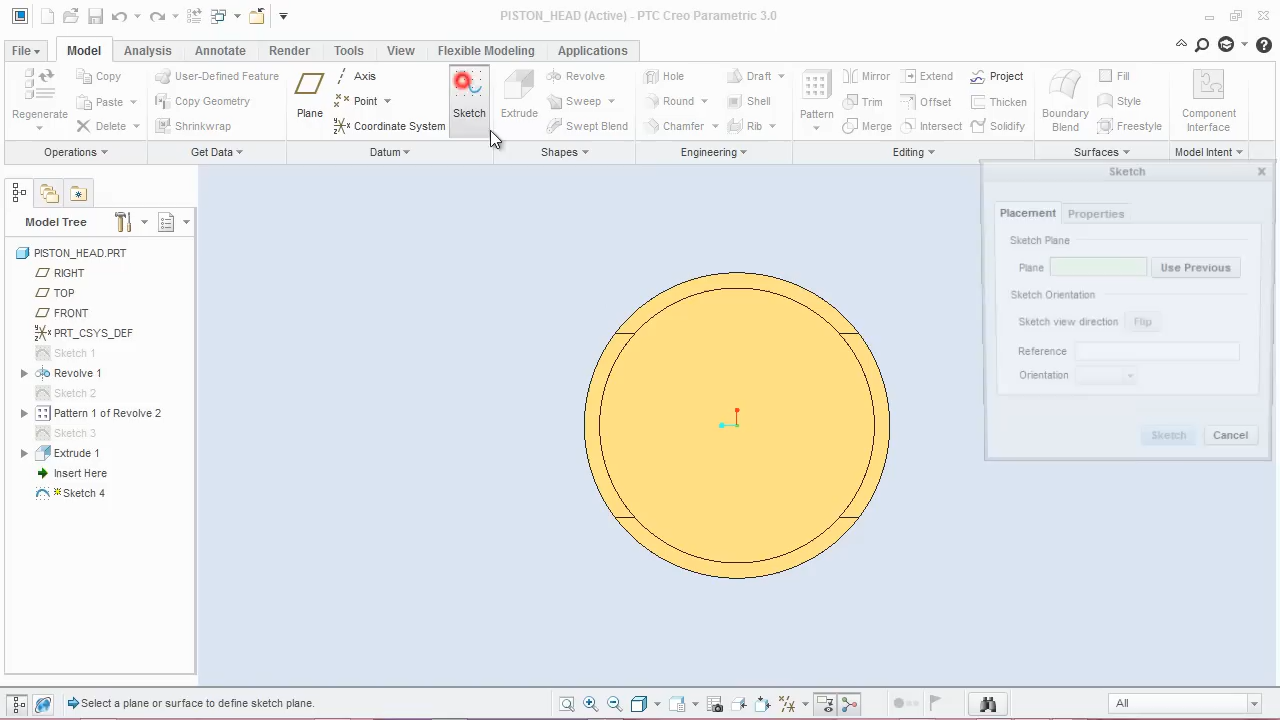 PISTON_HEAD (Active) - PTC Creo Parametric 3.0
File Model Analysis Annotate Render Tools View Flexible Modeling Applications
Regenerate Copy Paste Delete User-Defined Feature Copy Geometry Shrinkwrap Plane Axis Point Coordinate System Sketch Extrude Revolve Sweep Swept Blend Hole Round Chamfer Draft Shell Rib Pattern Mirror Trim Merge Extend Offset Intersect Project Thicken Solidify Boundary Blend Fill Style Freestyle Component Interface
Operations Get Data Datum Shapes Engineering Editing Surfaces Model Intent
Model Tree
PISTON_HEAD.PRT
RIGHT
TOP
FRONT
PRT_CSYS_DEF
Sketch 1
Revolve 1
Sketch 2
Pattern 1 of Revolve 2
Sketch 3
Extrude 1
Insert Here
Sketch 4
Sketch
Placement Properties
Sketch Plane
Plane Use Previous
Sketch Orientation
Sketch view direction Flip
Reference
Orientation
Sketch Cancel
Select a plane or surface to define sketch plane.
All